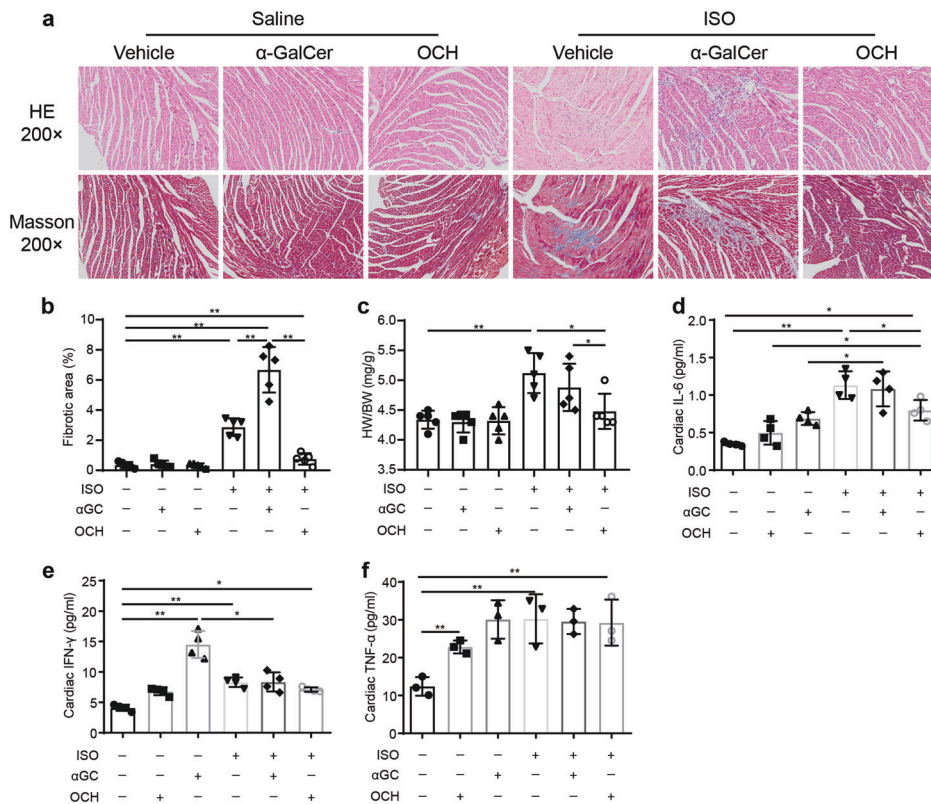 a
Saline ISO
Vehicle α-GalCer OCH Vehicle α-GalCer OCH
HE
200×
Masson
200×
b
Fibrotic area (%)
10
8
6
4
2
0
** ** ** ** **
ISO − − − + + +
αGC − + − − + −
OCH − − + − − +
c
HW/BW (mg/g)
6.0
5.5
5.0
4.5
4.0
** * *
ISO − − − + + +
αGC − + − − + −
OCH − − + − − +
d
Cardiac IL-6 (pg/ml)
2.0
1.5
1.0
0.5
0.0
* ** * * *
ISO − − − + + +
αGC − − + − + −
OCH − + − − − +
e
Cardiac IFN-γ (pg/ml)
25
20
15
10
5
0
* ** ** *
ISO − − − + + +
αGC − − + − + −
OCH − + − − − +
f
Cardiac TNF-α (pg/ml)
50
40
30
20
10
0
** ** **
ISO − − − + + +
αGC − − + − + −
OCH − + − − − +